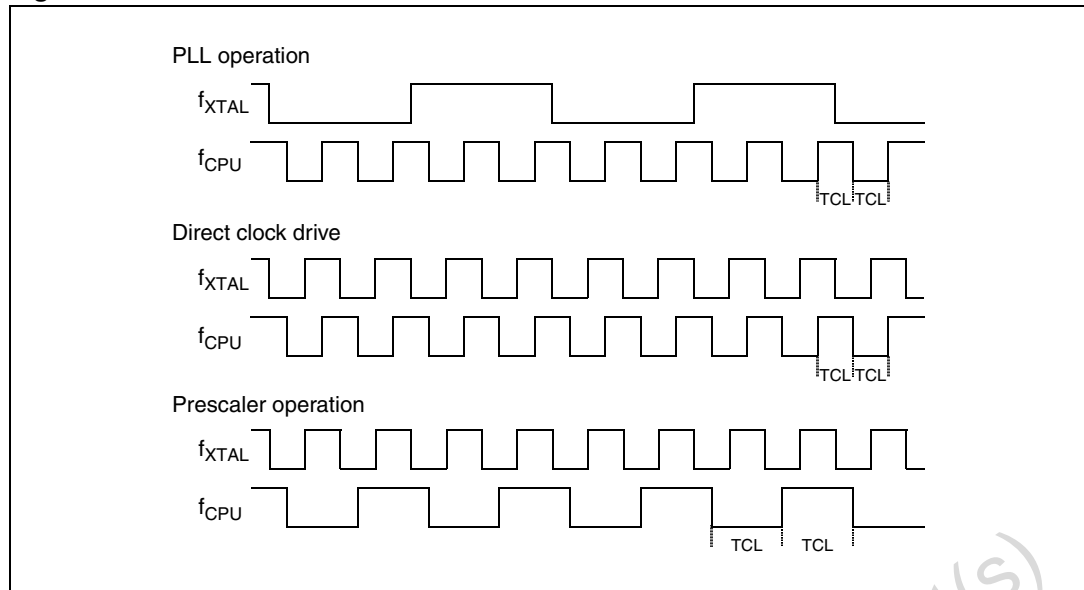 PLL operation
fXTAL
fCPU
TCL TCL
Direct clock drive
fXTAL
fCPU
TCL TCL
Prescaler operation
fXTAL
fCPU
TCL TCL